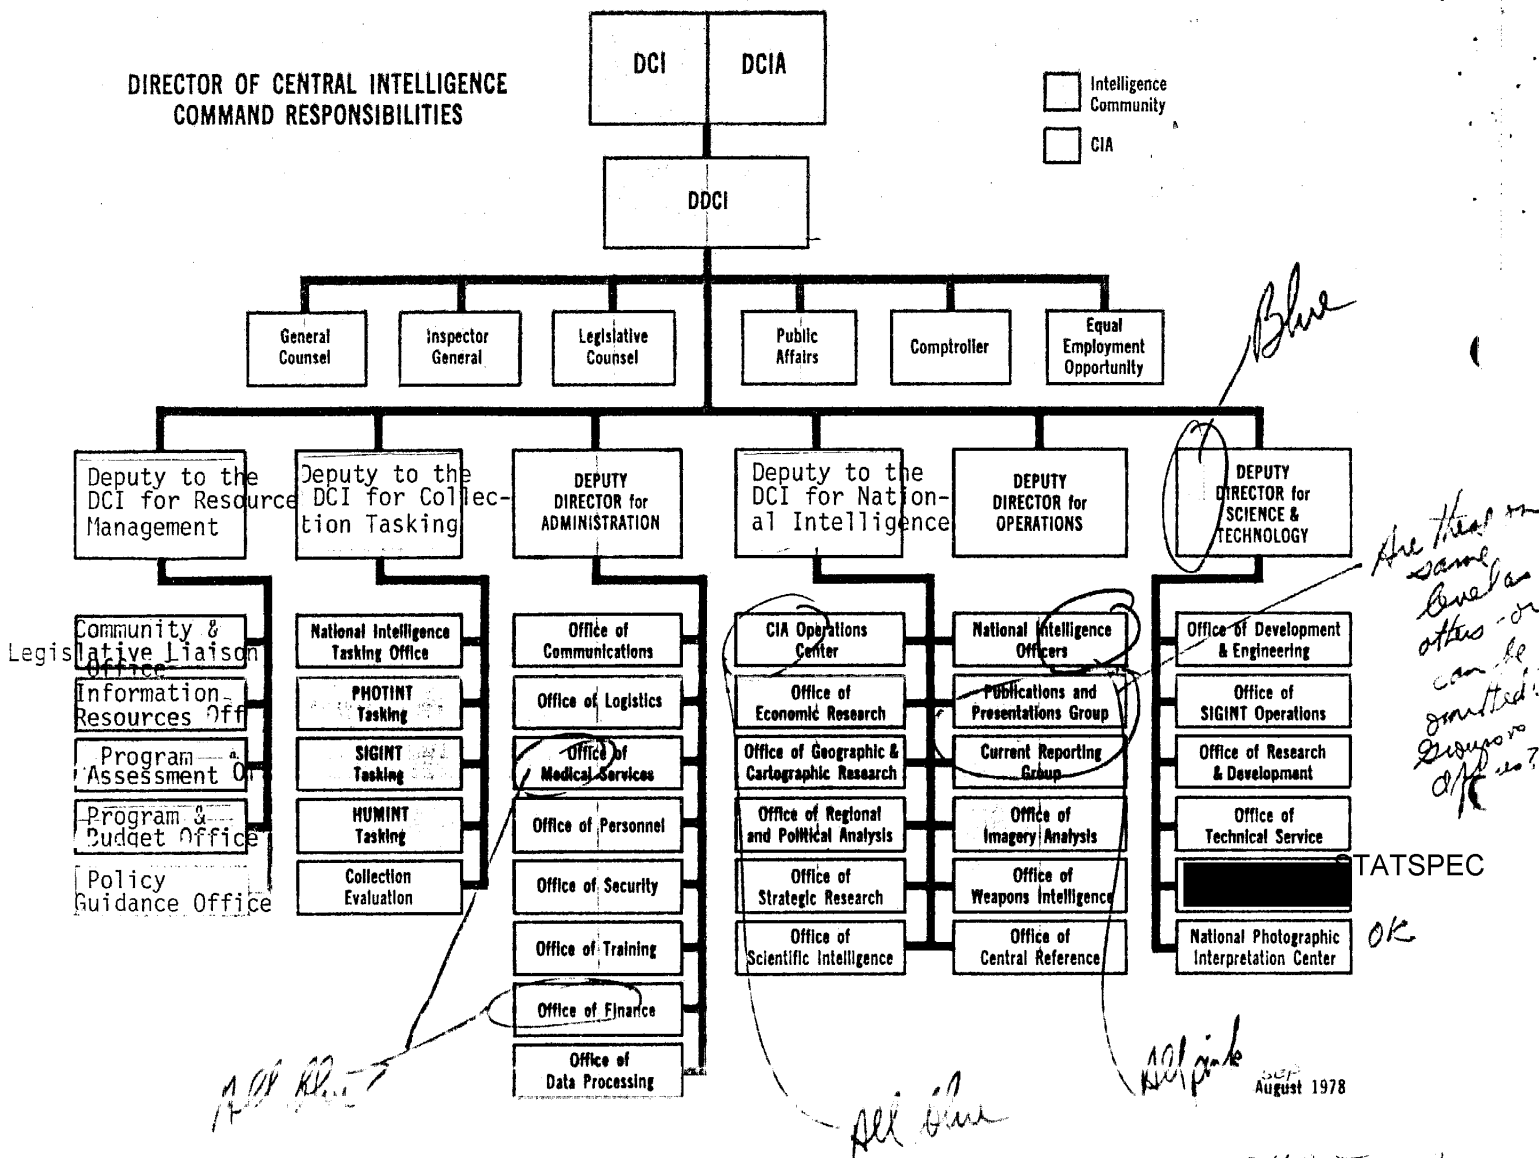 DIRECTOR OF CENTRAL INTELLIGENCE
COMMAND RESPONSIBILITIES
DCI
DCIA
Intelligence
Community
CIA
DDCI
General
Counsel
Inspector
General
Legislative
Counsel
Public
Affairs
Comptroller
Equal
Employment
Opportunity
Blue
Deputy to the
DCI for Resource
Management
Deputy to the
DCI for Collec-
tion Tasking
DEPUTY
DIRECTOR for
ADMINISTRATION
Deputy to the
DCI for Nation-
al Intelligence
DEPUTY
DIRECTOR for
OPERATIONS
DEPUTY
DIRECTOR for
SCIENCE &
TECHNOLOGY
Are these on
same
level as
others - or
can be
omitted?
Groups vs
Offices?
Community &
Legislative Liaison
Office
Information
Resources Off
Program
Assessment Of
Program &
Budget Office
Policy
Guidance Office
National Intelligence
Tasking Office
PHOTINT
Tasking
SIGINT
Tasking
HUMINT
Tasking
Collection
Evaluation
Office of
Communications
Office of Logistics
Office of
Medical Services
Office of Personnel
Office of Security
Office of Training
Office of Finance
Office of
Data Processing
CIA Operations
Center
Office of
Economic Research
Office of Geographic &
Cartographic Research
Office of Regional
and Political Analysis
Office of
Strategic Research
Office of
Scientific Intelligence
National Intelligence
Officers
Publications and
Presentations Group
Current Reporting
Group
Office of
Imagery Analysis
Office of
Weapons Intelligence
Office of
Central Reference
Office of Development
& Engineering
Office of
SIGINT Operations
Office of Research
& Development
Office of
Technical Service
STATSPEC
National Photographic
Interpretation Center
OK
All blue
All blue
All pink
Sep
August 1978